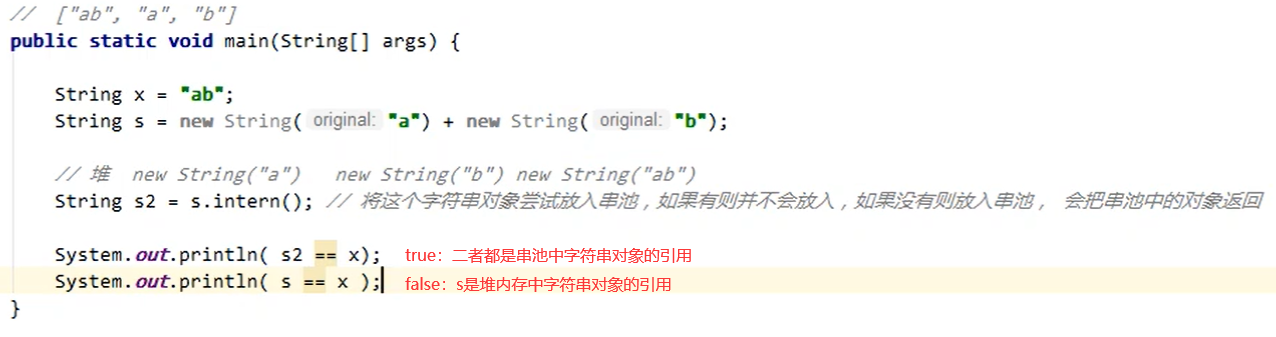 // ["ab", "a", "b"]
public static void main(String[] args) {
String x = "ab";
String s = new String( original: "a") + new String( original: "b");
// 堆 new String("a") new String("b") new String("ab")
String s2 = s.intern(); // 将这个字符串对象尝试放入串池，如果有则并不会放入，如果没有则放入串池， 会把串池中的对象返回
System.out.println( s2 == x); true：二者都是串池中字符串对象的引用
System.out.println( s == x ); false：s是堆内存中字符串对象的引用
}